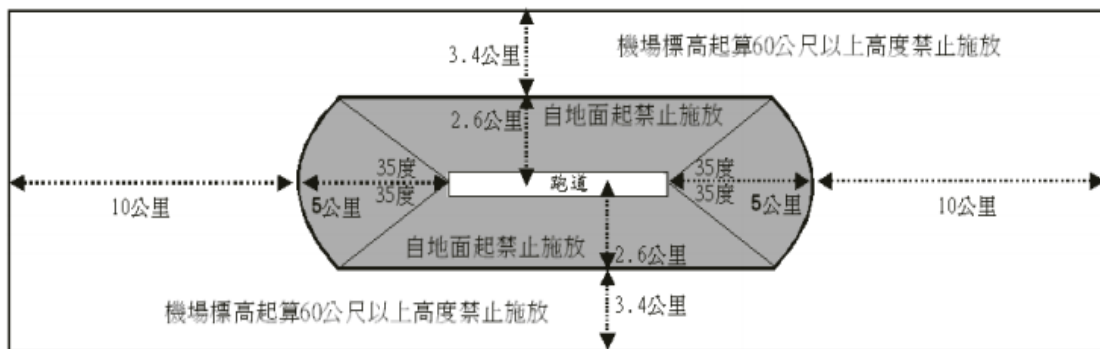 機場標高起算60公尺以上高度禁止施放
3.4公里
2.6公里
自地面起禁止施放
35度
35度
跑道
35度
35度
10公里
5公里
5公里
10公里
自地面起禁止施放
2.6公里
機場標高起算60公尺以上高度禁止施放
3.4公里